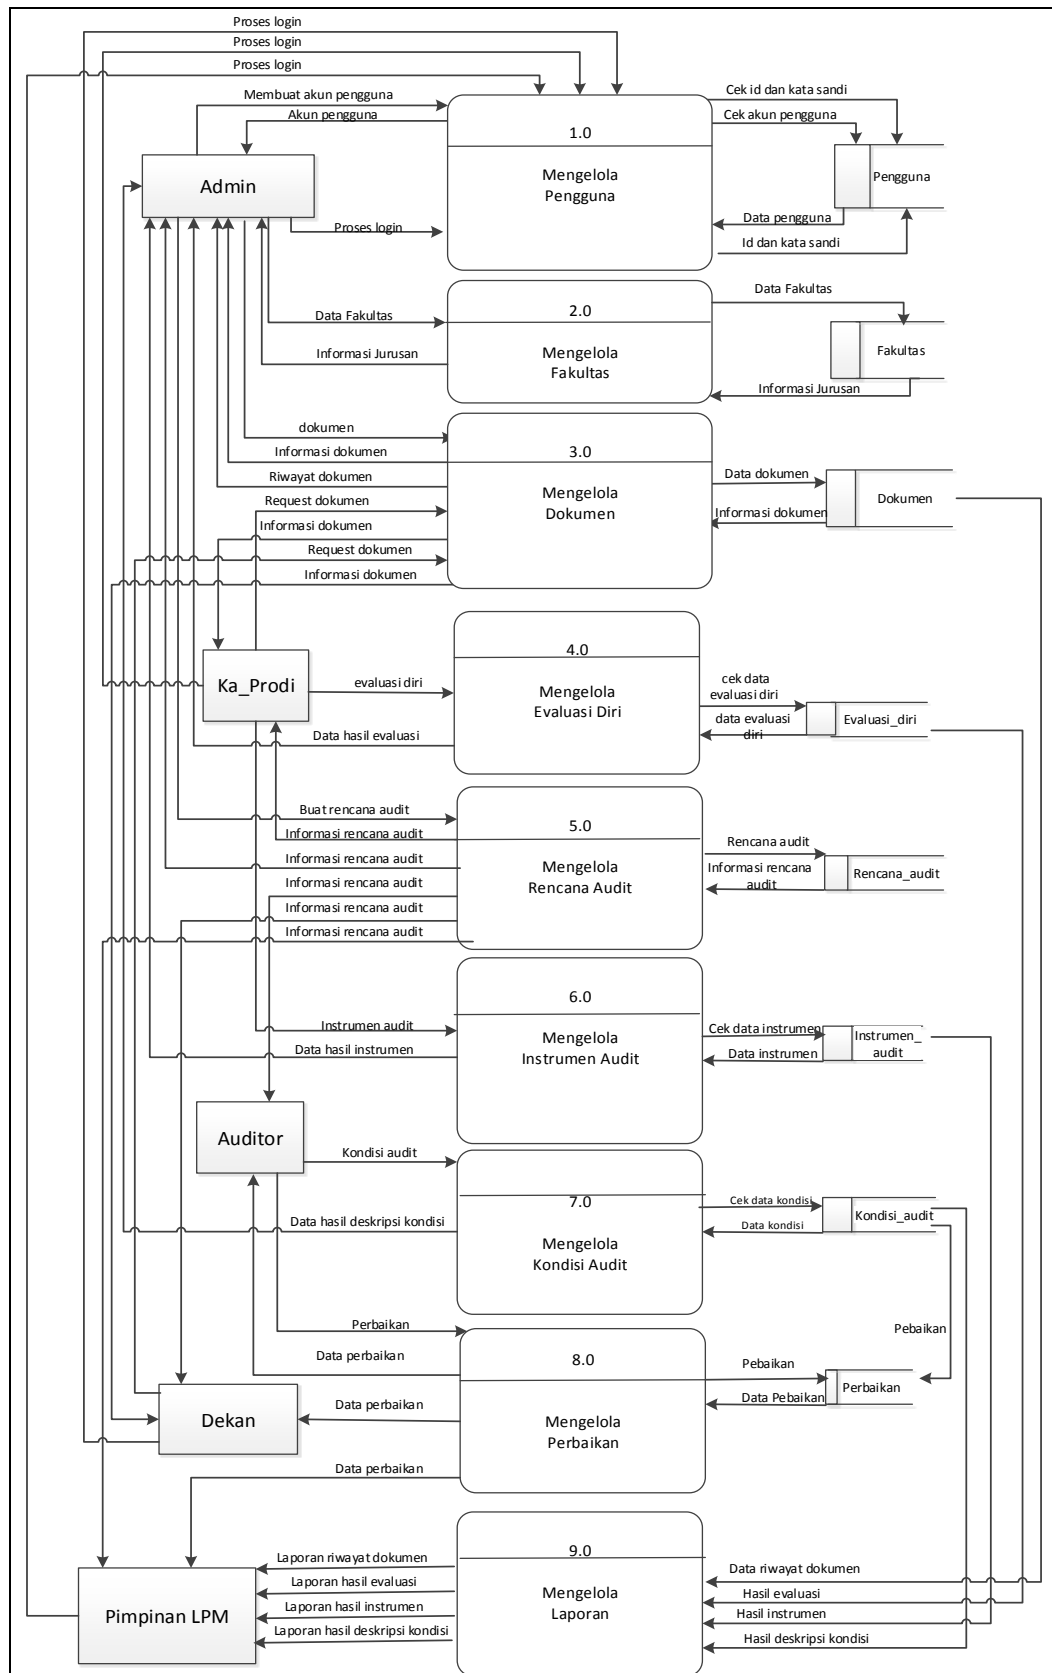 Proses login
Proses login
Proses login
Membuat akun pengguna
Akun pengguna
Cek id dan kata sandi
Cek akun pengguna
1.0
Mengelola
Pengguna
Admin
Pengguna
Proses login
Data pengguna
Id dan kata sandi
Data Fakultas
Data Fakultas
2.0
Informasi Jurusan
Mengelola
Fakultas
Fakultas
Informasi Jurusan
dokumen
Informasi dokumen
Riwayat dokumen
Request dokumen
Informasi dokumen
Request dokumen
Informasi dokumen
3.0
Mengelola
Dokumen
Data dokumen
Dokumen
Informasi dokumen
4.0
Ka_Prodi
evaluasi diri
Mengelola
Evaluasi Diri
cek data
evaluasi diri
data evaluasi
diri
Evaluasi_diri
Data hasil evaluasi
Buat rencana audit
Informasi rencana audit
Informasi rencana audit
Informasi rencana audit
Informasi rencana audit
Informasi rencana audit
5.0
Mengelola
Rencana Audit
Rencana audit
Informasi rencana
audit
Rencana_audit
6.0
Instrumen audit
Data hasil instrumen
Mengelola
Instrumen Audit
Cek data instrumen
Data instrumen
Instrumen_
audit
Auditor
Kondisi audit
7.0
Data hasil deskripsi kondisi
Mengelola
Kondisi Audit
Cek data kondisi
Data kondisi
Kondisi_audit
Perbaikan
Pebaikan
Data perbaikan
8.0
Pebaikan
Data Pebaikan
Perbaikan
Dekan
Data perbaikan
Mengelola
Perbaikan
Data perbaikan
9.0
Laporan riwayat dokumen
Laporan hasil evaluasi
Laporan hasil instrumen
Laporan hasil deskripsi kondisi
Pimpinan LPM
Mengelola
Laporan
Data riwayat dokumen
Hasil evaluasi
Hasil instrumen
Hasil deskripsi kondisi